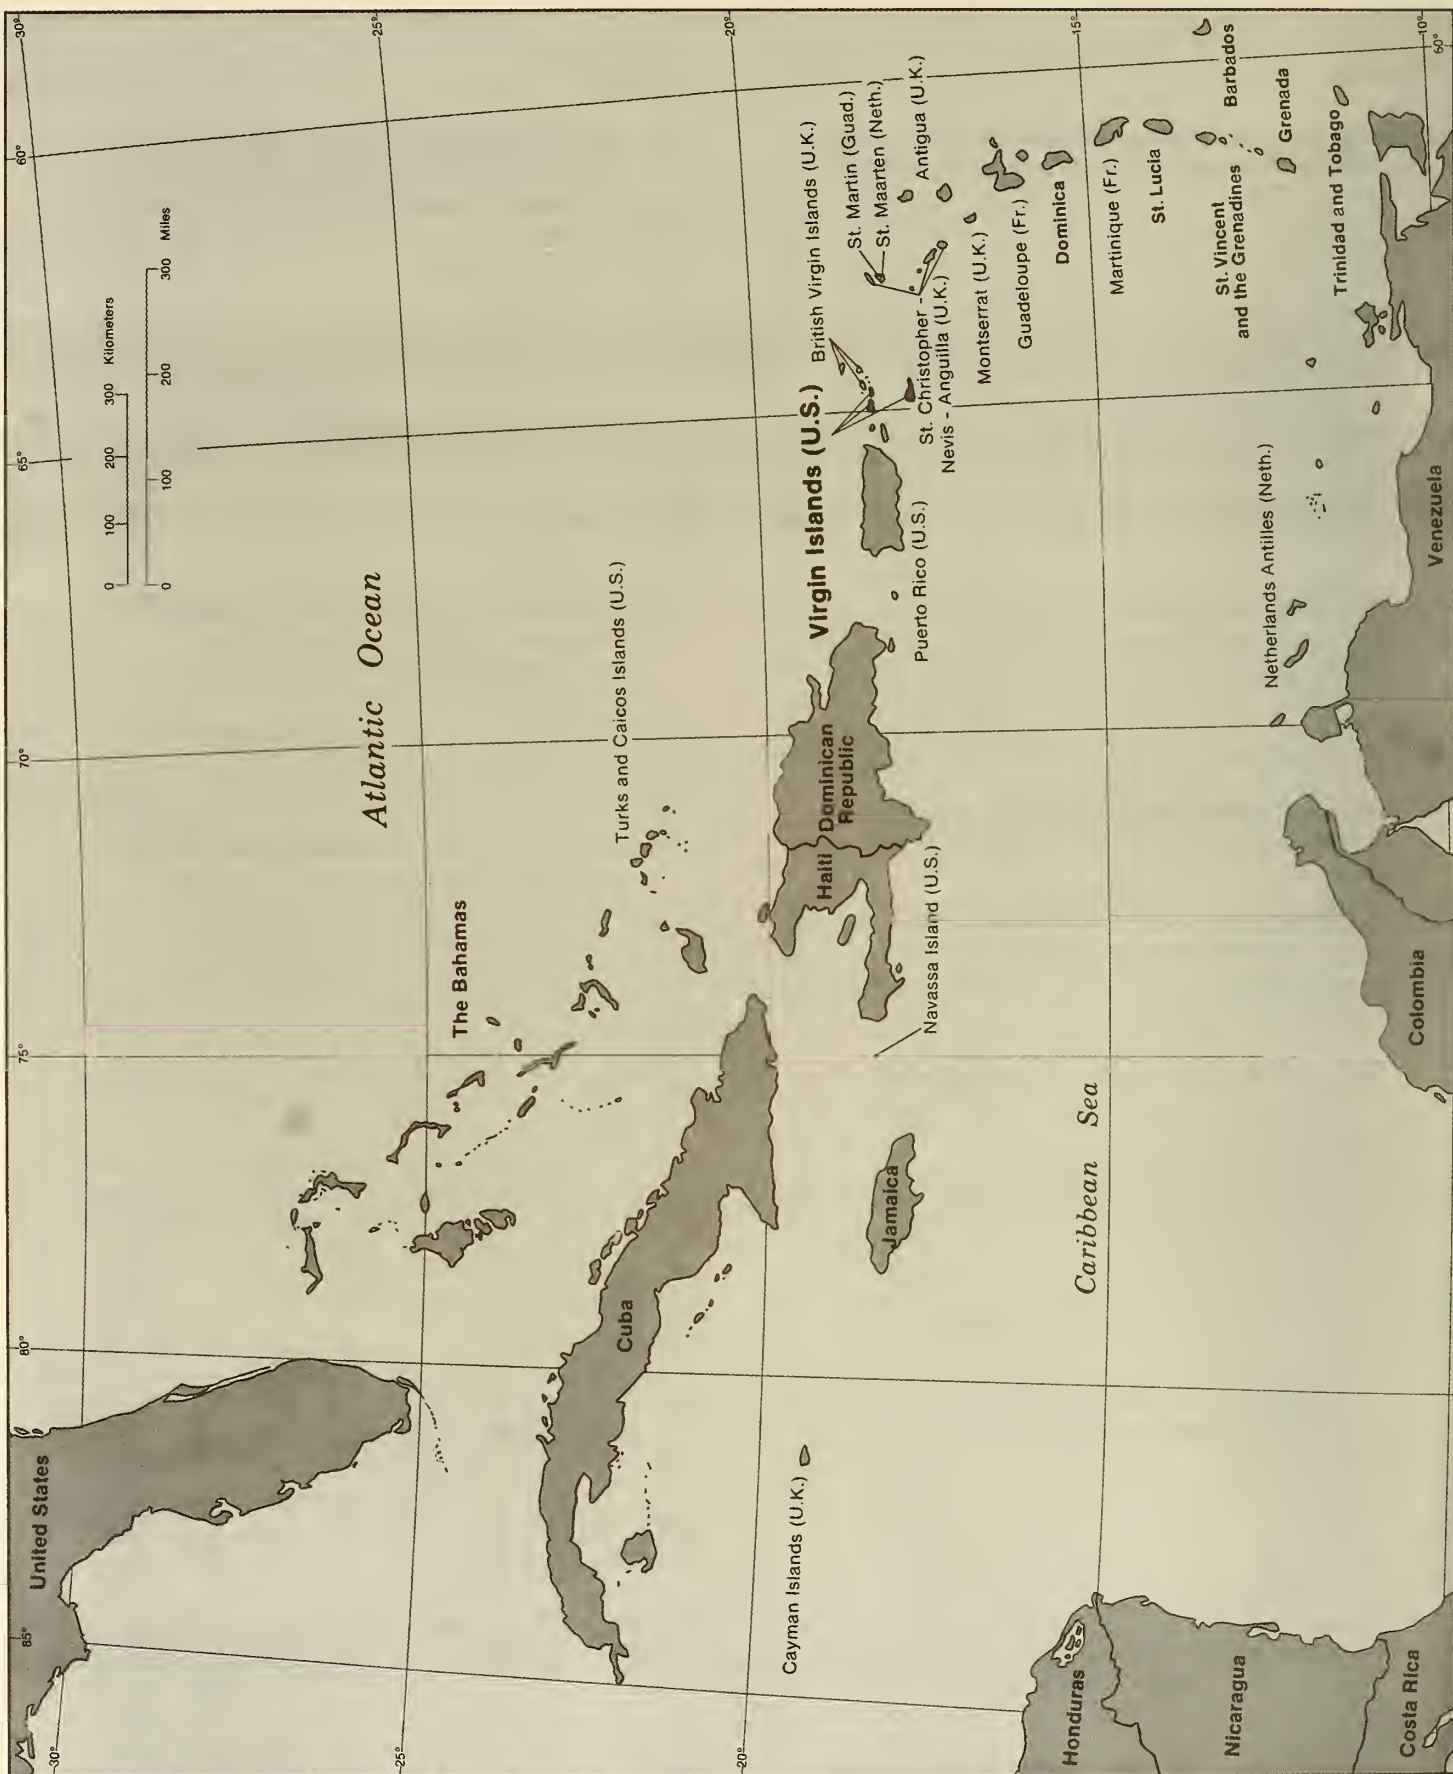 85°
80°
75°
70°
65°
60°
30°
30°
25°
25°
20°
20°
15°
10°
60°
United States
Atlantic Ocean
0 100 200 300 Kilometers
0 100 200 300 Miles
The Bahamas
Turks and Caicos Islands (U.S.)
Cuba
Cayman Islands (U.K.)
Jamaica
Haiti
Dominican
Republic
Navassa Island (U.S.)
Virgin Islands (U.S.)
Puerto Rico (U.S.)
British Virgin Islands (U.K.)
St. Martin (Guad.)
St. Maarten (Neth.)
Antigua (U.K.)
St. Christopher -
Nevis - Anguilla (U.K.)
Montserrat (U.K.)
Guadeloupe (Fr.)
Dominica
Martinique (Fr.)
St. Lucia
St. Vincent
and the Grenadines
Barbados
Grenada
Trinidad and Tobago
Caribbean Sea
Netherlands Antilles (Neth.)
Honduras
Nicaragua
Costa Rica
Colombia
Venezuela